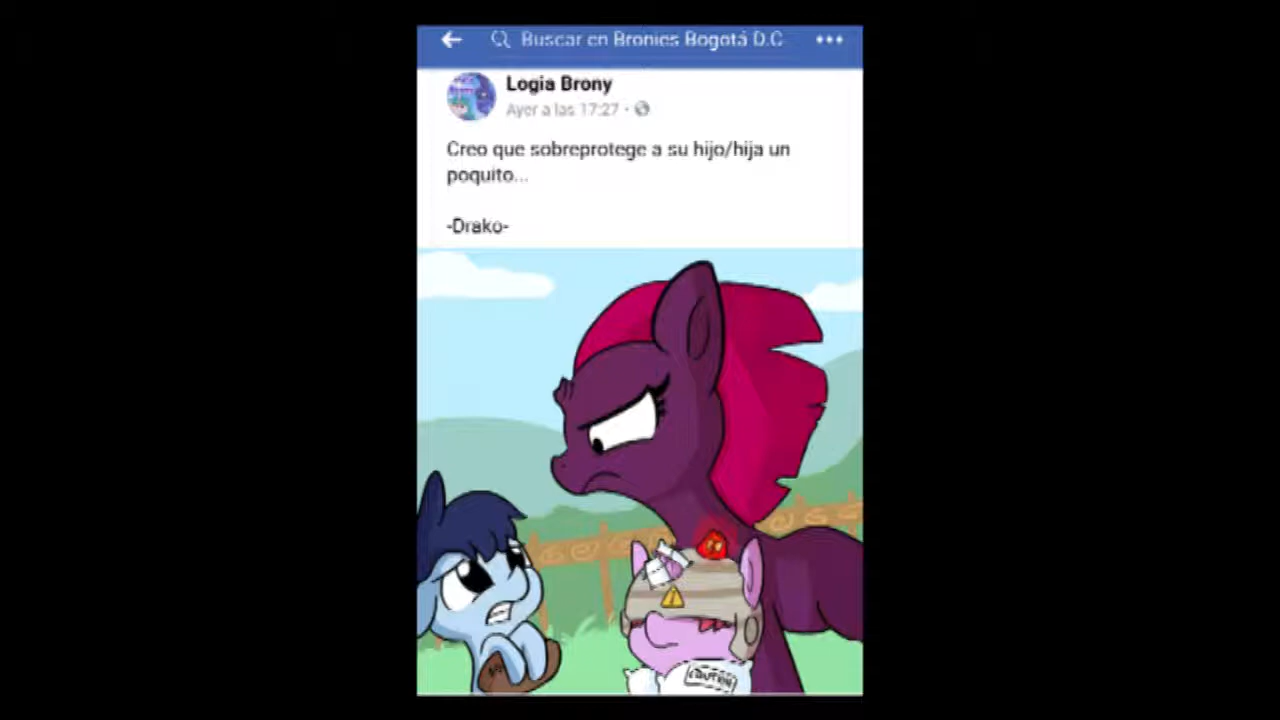 Buscar en Bronies Bogotá D.C
Logia Brony
Ayer a las 17:27
Creo que sobreprotege a su hijo/hija un
poquito...
-Drako-
CAUTION